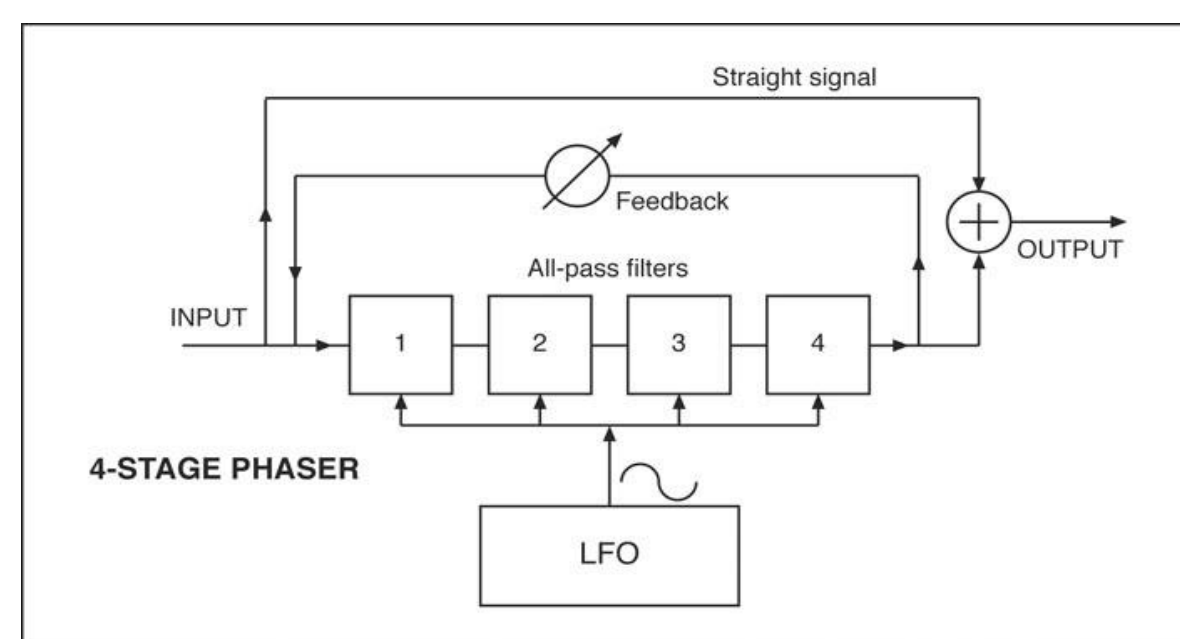 Straight signal
Feedback
OUTPUT
All-pass filters
INPUT
1 2 3 4
4-STAGE PHASER
LFO